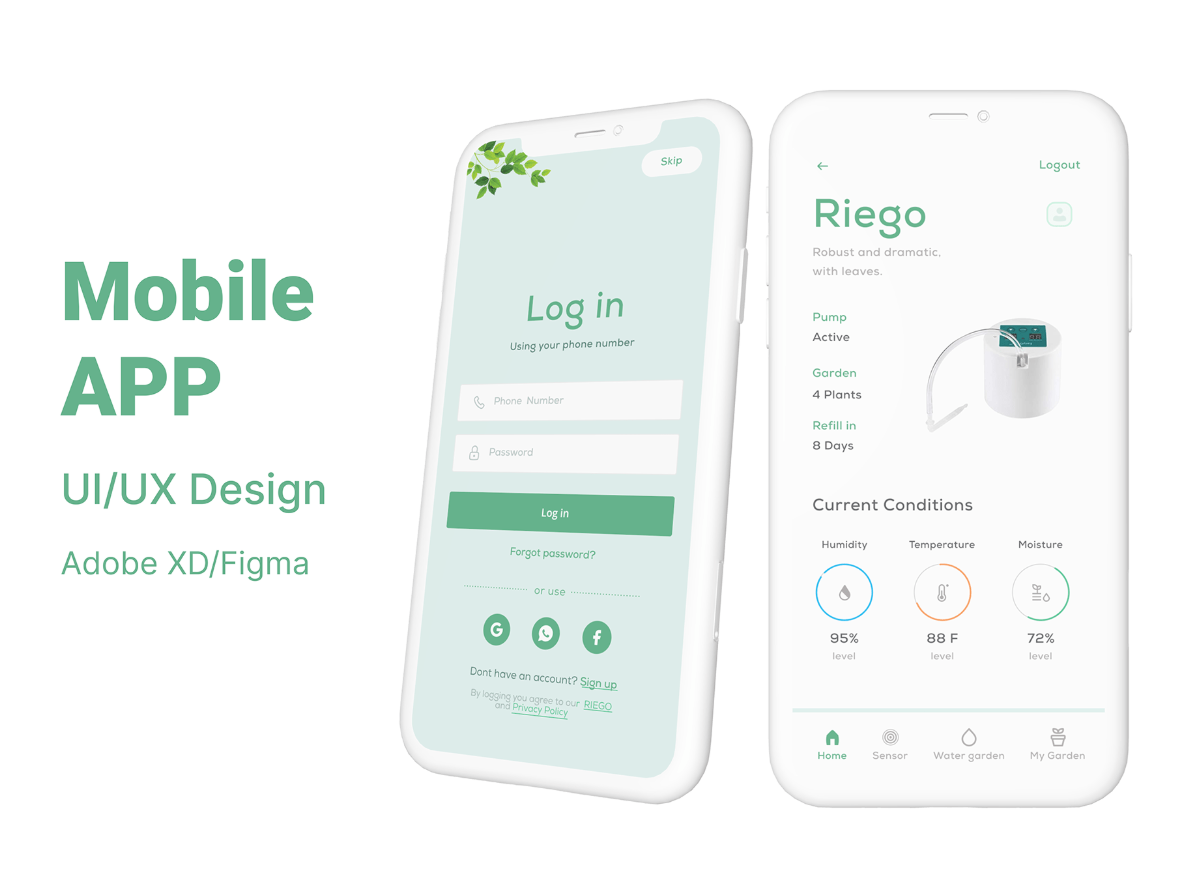 Mobile
APP
UI/UX Design
Adobe XD/Figma
Skip
Log in
Using your phone number
Phone Number
Password
Log in
Forgot password?
or use
Dont have an account? Sign up
By logging you agree to our RIEGO
and Privacy Policy
Logout
Riego
Robust and dramatic,
with leaves.
Pump
Active
Garden
4 Plants
Refill in
8 Days
Current Conditions
Humidity Temperature Moisture
95% 88 F 72%
level level level
Home Sensor Water garden My Garden